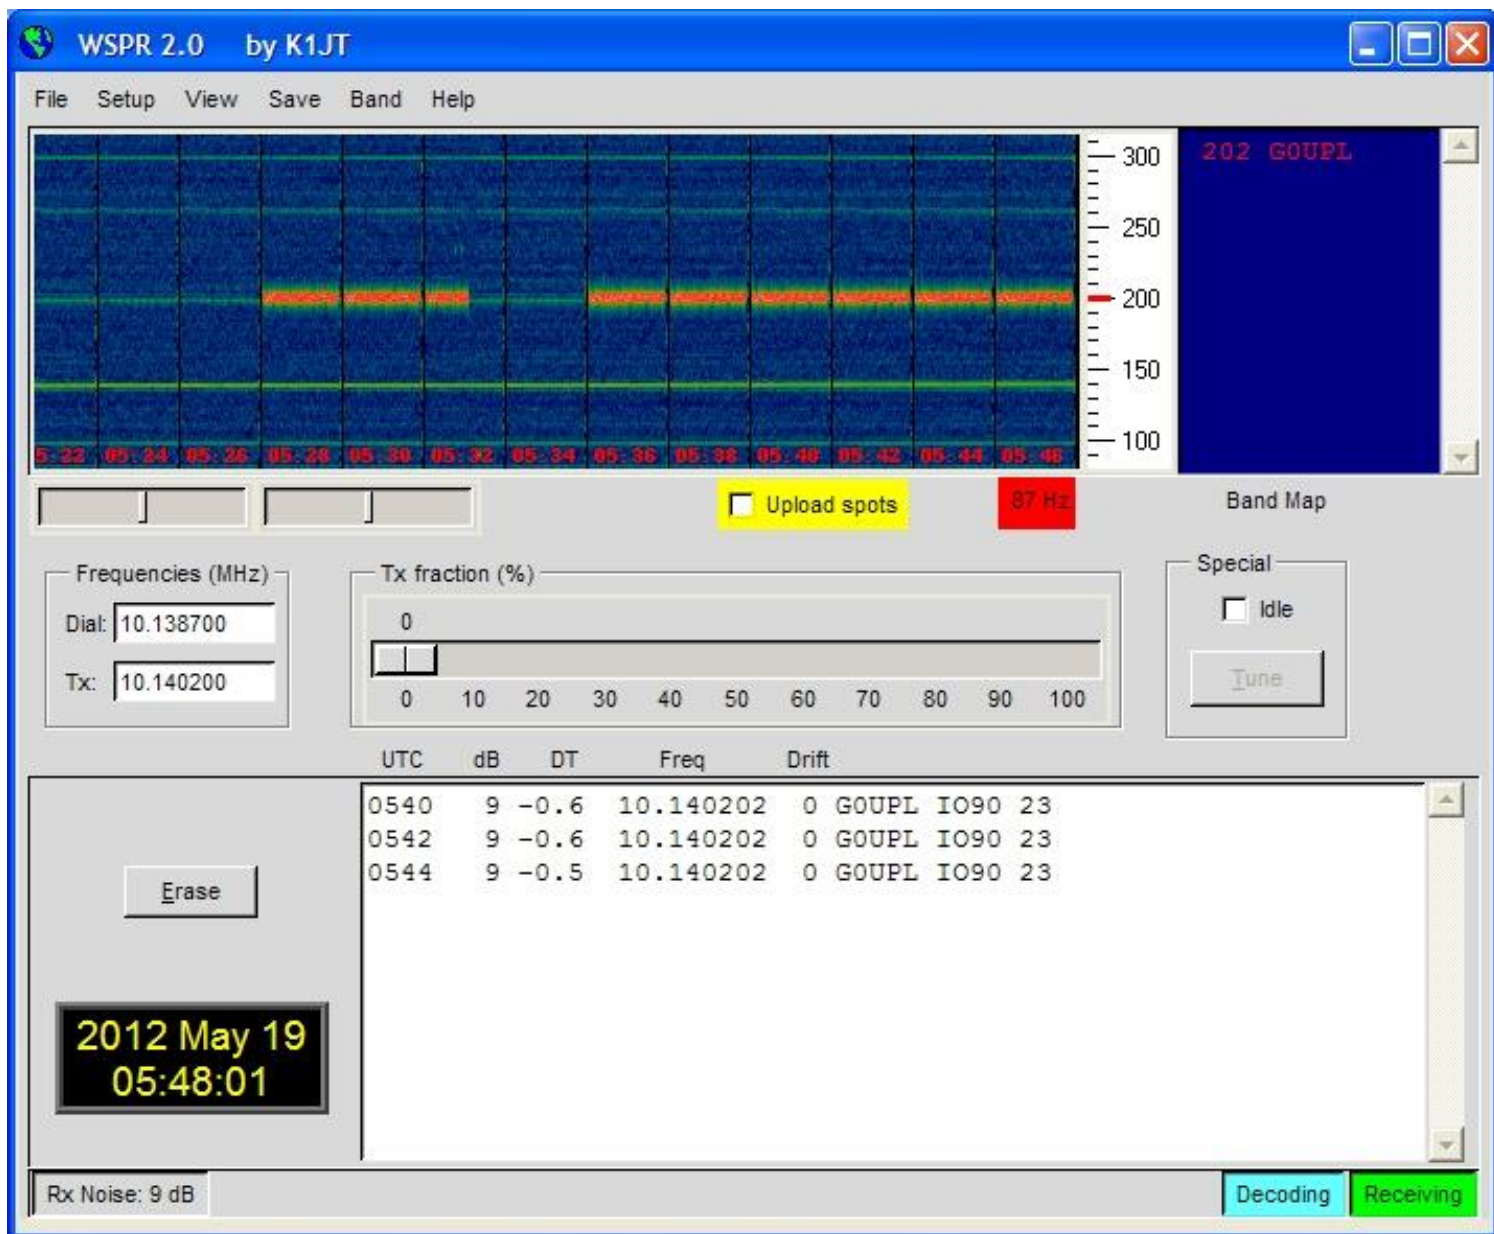 WSPR 2.0 by K1JT
File Setup View Save Band Help
300
250
200
150
100
202 G0UPL
5:22 05:24 05:26 05:28 05:30 05:32 05:34 05:36 05:38 05:40 05:42 05:44 05:46
Upload spots
87 Hz
Band Map
Frequencies (MHz)
Dial: 10.138700
Tx: 10.140200
Tx fraction (%)
0
0 10 20 30 40 50 60 70 80 90 100
Special
Idle
Tune
UTC dB DT Freq Drift
0540 9 -0.6 10.140202 0 G0UPL IO90 23
0542 9 -0.6 10.140202 0 G0UPL IO90 23
0544 9 -0.5 10.140202 0 G0UPL IO90 23
Erase
2012 May 19
05:48:01
Rx Noise: 9 dB
Decoding
Receiving